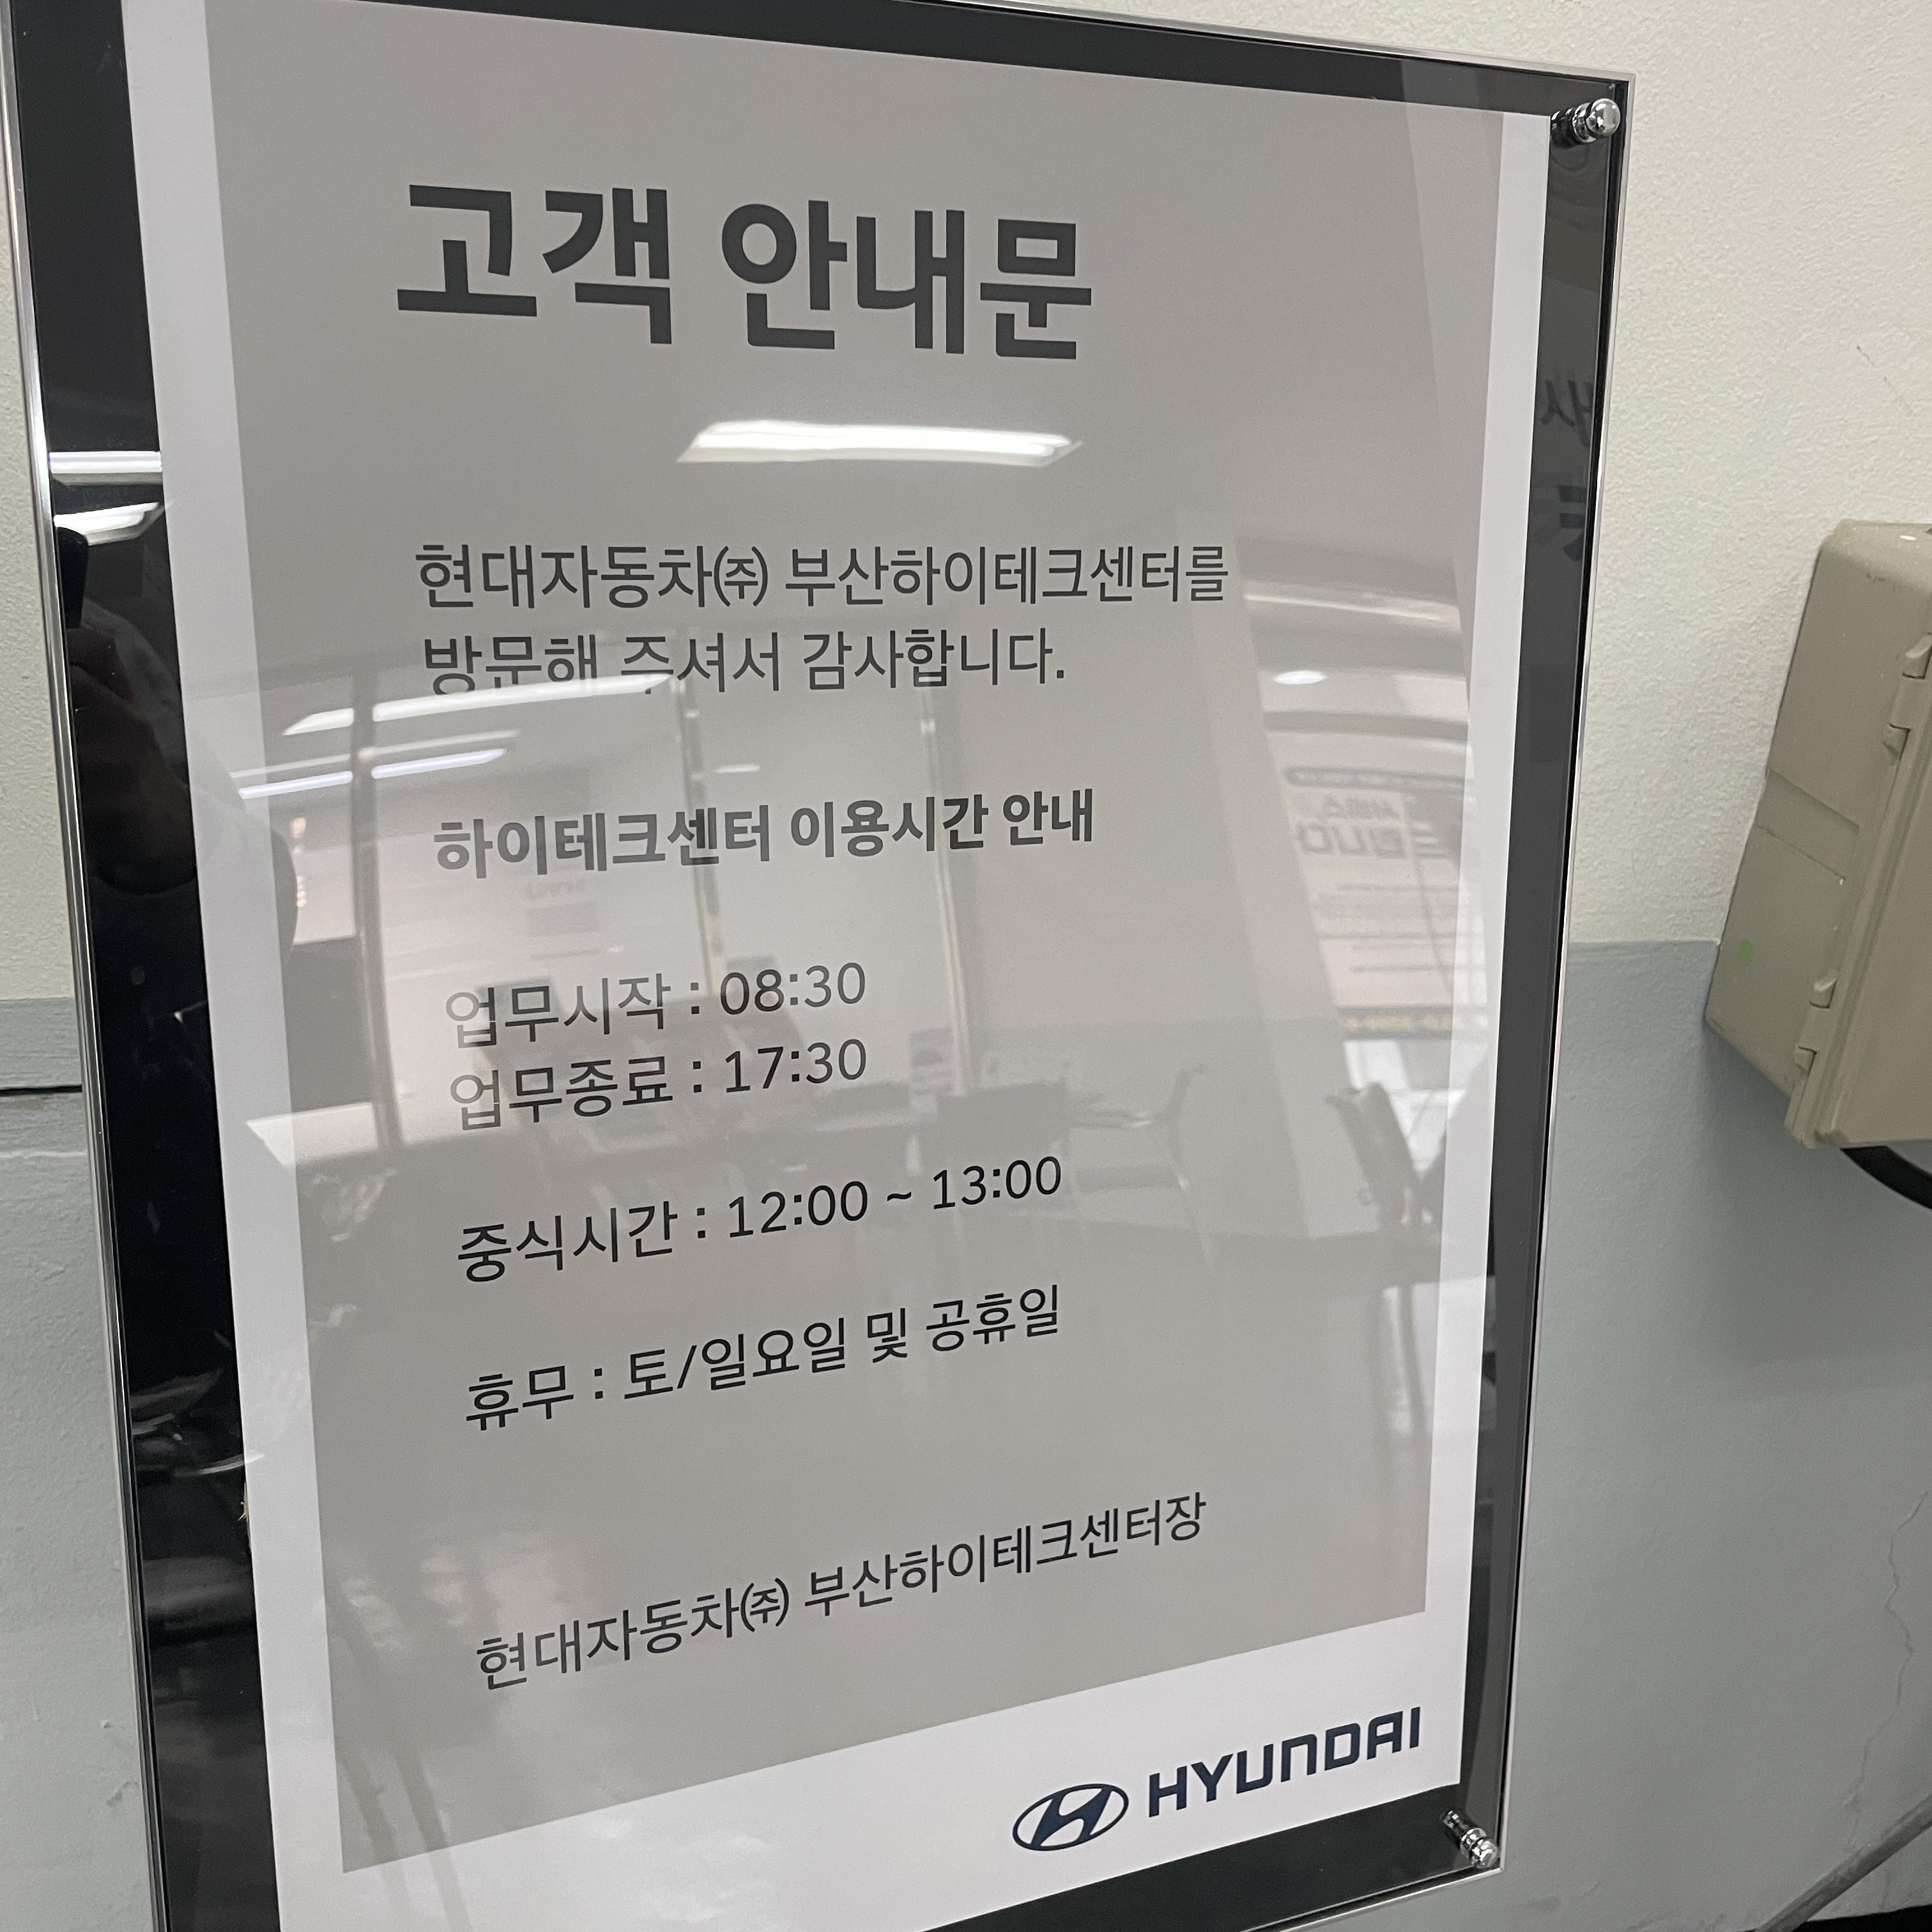 고객 안내문
현대자동차㈜ 부산하이테크센터를
방문해 주셔서 감사합니다.
하이테크센터 이용시간 안내
업무시작 : 08:30
업무종료 : 17:30
중식시간 : 12:00 ~ 13:00
휴무 : 토/일요일 및 공휴일
현대자동차㈜ 부산하이테크센터장
HYUNDAI